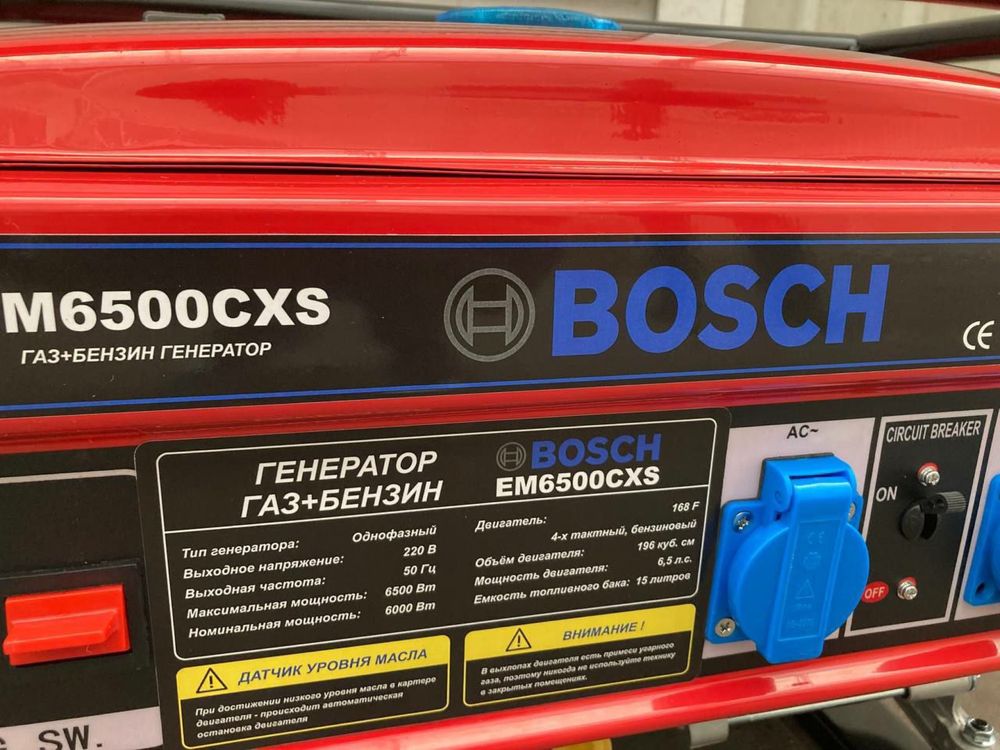 M6500CXS
ГАЗ+БЕНЗИН ГЕНЕРАТОР
BOSCH
CE
ГЕНЕРАТОР
ГАЗ+БЕНЗИН
BOSCH
EM6500CXS
Тип генератора: Однофазный
Выходное напряжение: 220 В
Выходная частота: 50 Гц
Максимальная мощность: 6500 Вт
Номинальная мощность: 6000 Вт
Двигатель: 168 F
4-х тактный, бензиновый
Объём двигателя: 196 куб. см
Мощность двигателя: 6,5 л.с.
Емкость топливного бака: 15 литров
ДАТЧИК УРОВНЯ МАСЛА
При достижении низкого уровня масла в картере
двигателя - происходит автоматическая
остановка двигателя
ВНИМАНИЕ !
В выхлопах двигателя есть примеси угарного
газа, поэтому никогда не используйте технику
в закрытых помещениях.
AC~
CIRCUIT BREAKER
ON
OFF
SW.